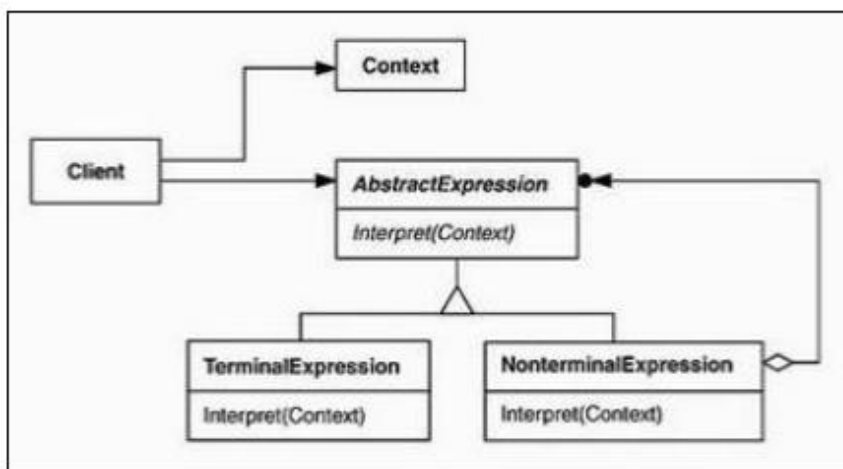 Context
Client
AbstractExpression
Interpret(Context)
TerminalExpression
Interpret(Context)
NonterminalExpression
Interpret(Context)